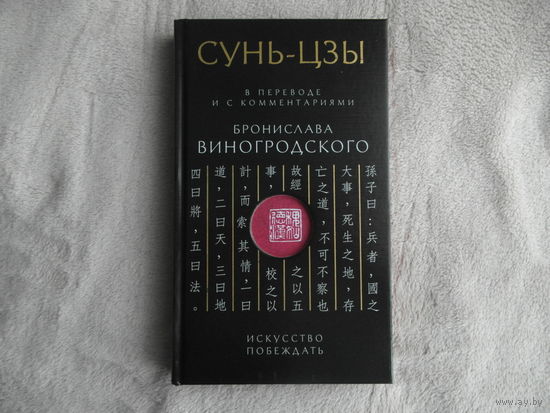 СУНЬ-ЦЗЫ
В ПЕРЕВОДЕ
И С КОММЕНТАРИЯМИ
БРОНИСЛАВА
ВИНОГРОДСКОГО
孫子曰：兵者，國之
大事，死生之地，存
亡之道，不可不察也
故經之以五
事，校之以
計，而索其情，一曰
道，二曰天，三曰地
四曰將，五曰法。
ИСКУССТВО
ПОБЕЖДАТЬ
www.ay.by